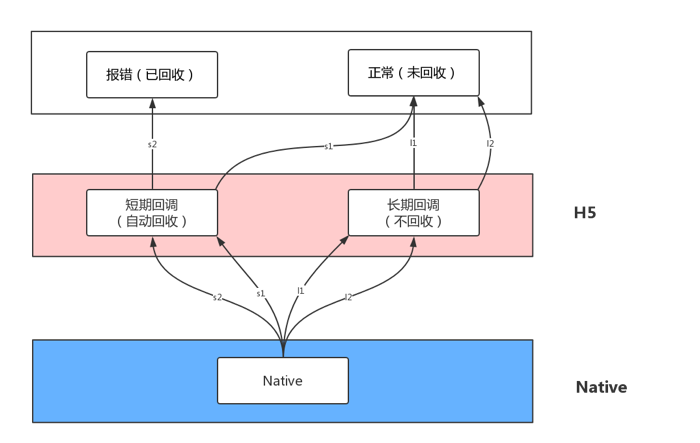 报错（已回收）
正常（未回收）
s2
s1
l1
l2
短期回调
（自动回收）
长期回调
（不回收）
H5
s2
s1
l1
l2
Native
Native